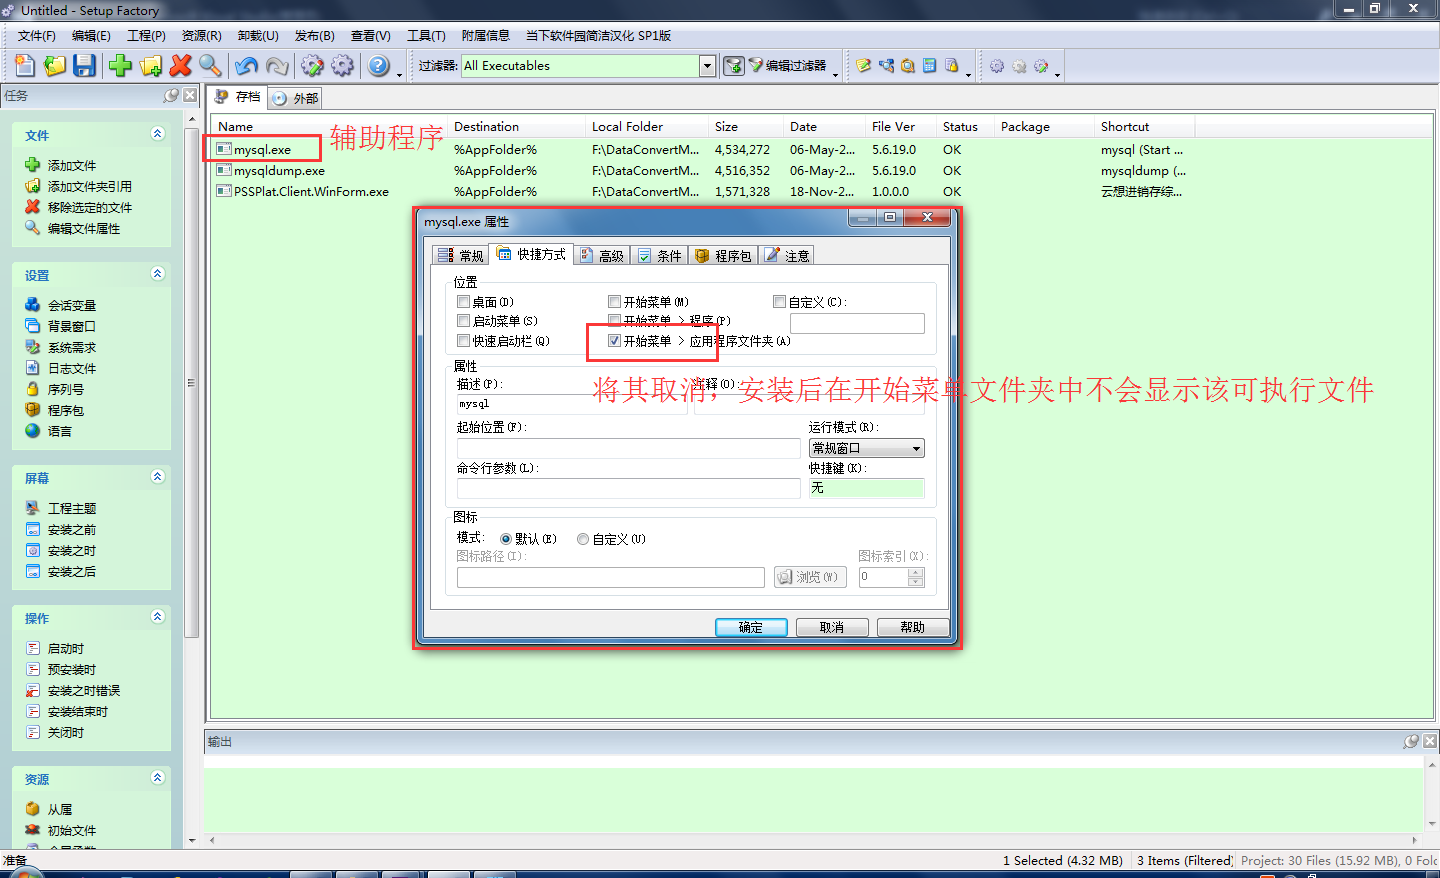 Untitled - Setup Factory
文件(F) 编辑(E) 工程(P) 资源(R) 卸载(U) 发布(B) 查看(V) 工具(T) 附属信息 当下软件园简洁汉化 SP1版
过滤器: All Executables 编辑过滤器
任务
存档 外部
文件
添加文件
添加文件夹引用
移除选定的文件
编辑文件属性
设置
会话变量
背景窗口
系统需求
日志文件
序列号
程序包
语言
屏幕
工程主题
安装之前
安装之时
安装之后
操作
启动时
预安装时
安装之时错误
安装结束时
关闭时
资源
从属
初始文件
Name Destination Local Folder Size Date File Ver Status Package Shortcut
mysql.exe %AppFolder% F:\DataConvertM... 4,534,272 06-May-2... 5.6.19.0 OK mysql (Start ...
mysqldump.exe %AppFolder% F:\DataConvertM... 4,516,352 06-May-2... 5.6.19.0 OK mysqldump (...
PSSPlat.Client.WinForm.exe %AppFolder% F:\DataConvertM... 1,571,328 18-Nov-2... 1.0.0.0 OK 云想进销存综...
辅助程序
mysql.exe 属性
常规 快捷方式 高级 条件 程序包 注意
位置
桌面(D) 开始菜单(M) 自定义(C):
启动菜单(S) 开始菜单 > 程序(P)
快速启动栏(Q) 开始菜单 > 应用程序文件夹(A)
属性
描述(P): 注释(O):
mysql
将其取消，安装后在开始菜单文件夹中不会显示该可执行文件
起始位置(F): 运行模式(R):
常规窗口
命令行参数(L): 快捷键(K):
无
图标
模式: 默认(E) 自定义(U)
图标路径(I): 图标索引(X):
浏览(W) 0
确定 取消 帮助
输出
准备 1 Selected (4.32 MB) 3 Items (Filtered) Project: 30 Files (15.92 MB), 0 Fol